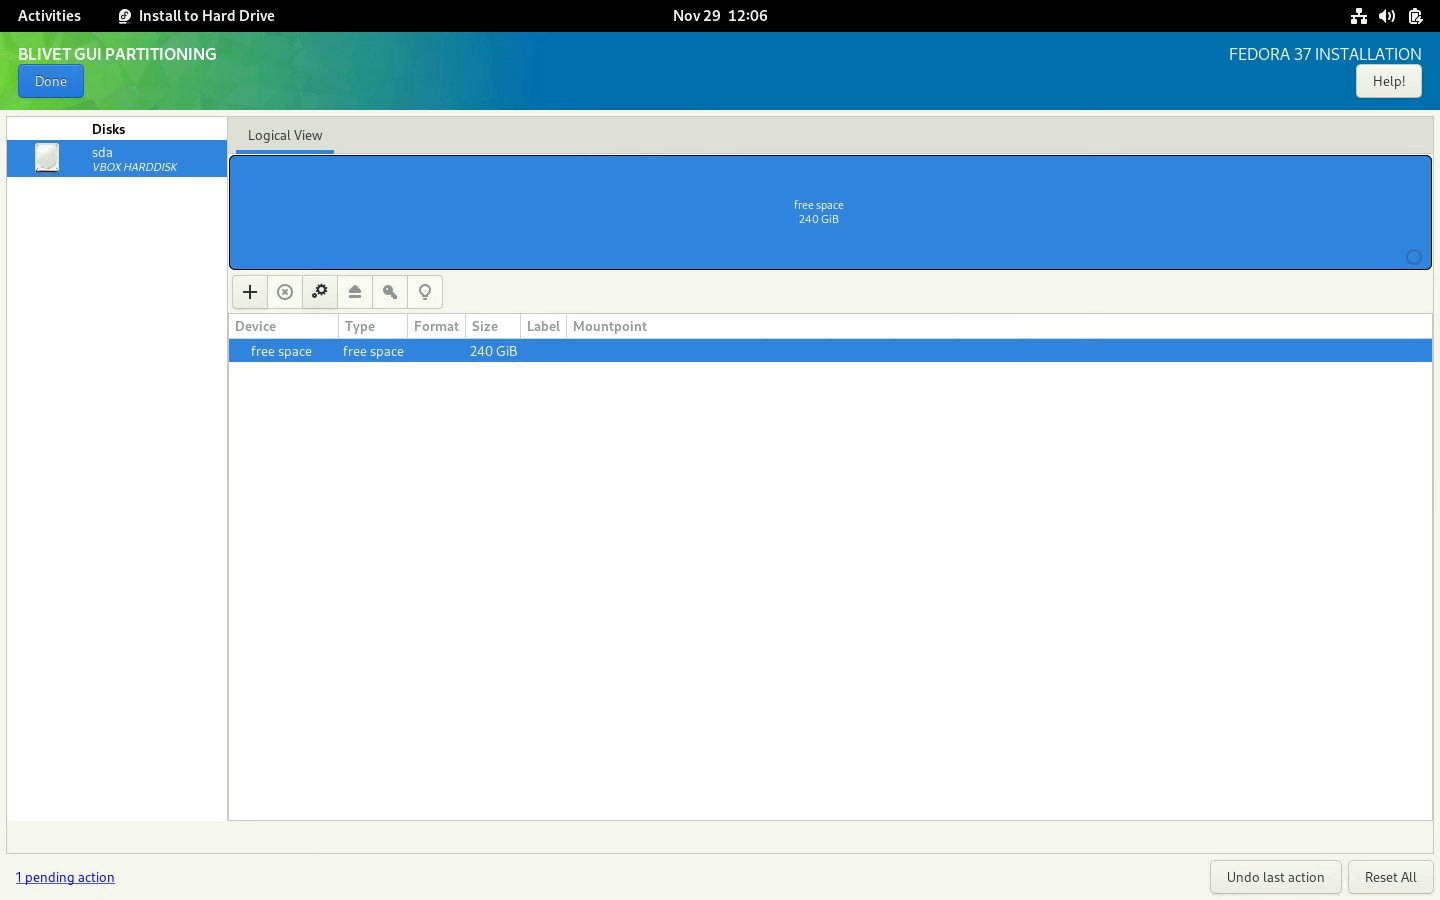 Activities
Install to Hard Drive
Nov 29 12:06
BLIVET GUI PARTITIONING
FEDORA 37 INSTALLATION
Done
Help!
Disks
sda
VBOX HARDDISK
Logical View
free space
240 GiB
Device Type Format Size Label Mountpoint
free space free space 240 GiB
1 pending action
Undo last action
Reset All